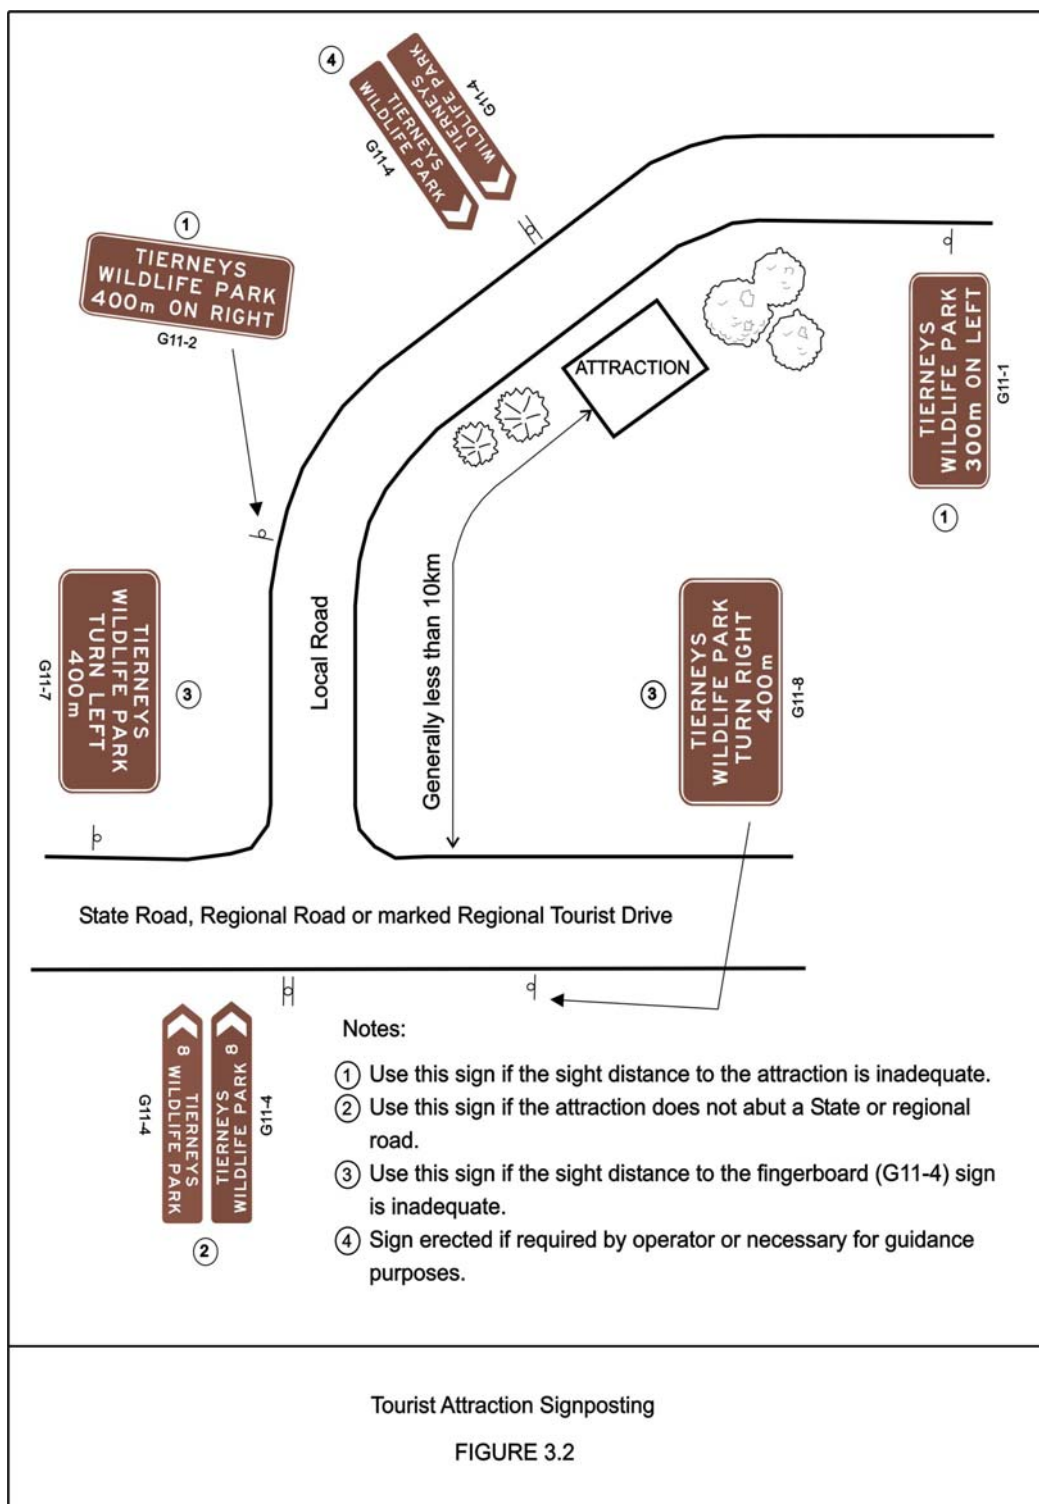 4
TIERNEYS
WILDLIFE PARK
G11-4
TIERNEYS
WILDLIFE PARK
G11-4
1
TIERNEYS
WILDLIFE PARK
400m ON RIGHT
G11-2
ATTRACTION
TIERNEYS
WILDLIFE PARK
300m ON LEFT
G11-1
1
TIERNEYS
WILDLIFE PARK
TURN LEFT
400m
G11-7
3
Local Road
Generally less than 10km
3
TIERNEYS
WILDLIFE PARK
TURN RIGHT
400m
G11-8
State Road, Regional Road or marked Regional Tourist Drive
TIERNEYS
WILDLIFE PARK 8
G11-4
TIERNEYS
WILDLIFE PARK 8
G11-4
2
Notes:
1 Use this sign if the sight distance to the attraction is inadequate.
2 Use this sign if the attraction does not abut a State or regional
road.
3 Use this sign if the sight distance to the fingerboard (G11-4) sign
is inadequate.
4 Sign erected if required by operator or necessary for guidance
purposes.
Tourist Attraction Signposting
FIGURE 3.2